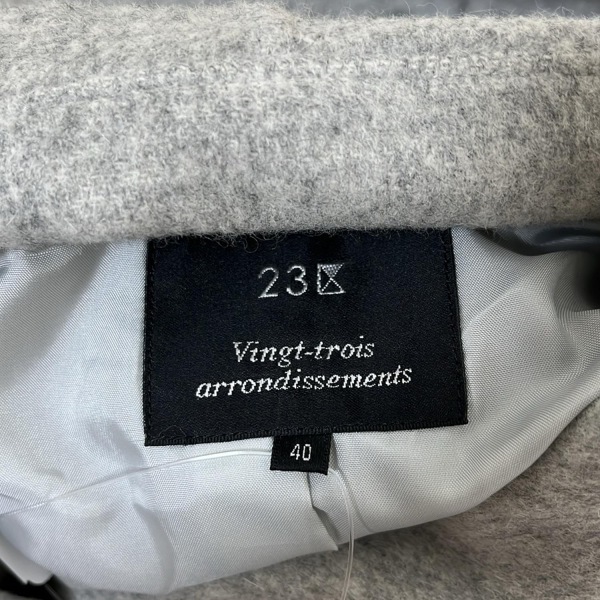 23区
Vingt-trois
arrondissements
40